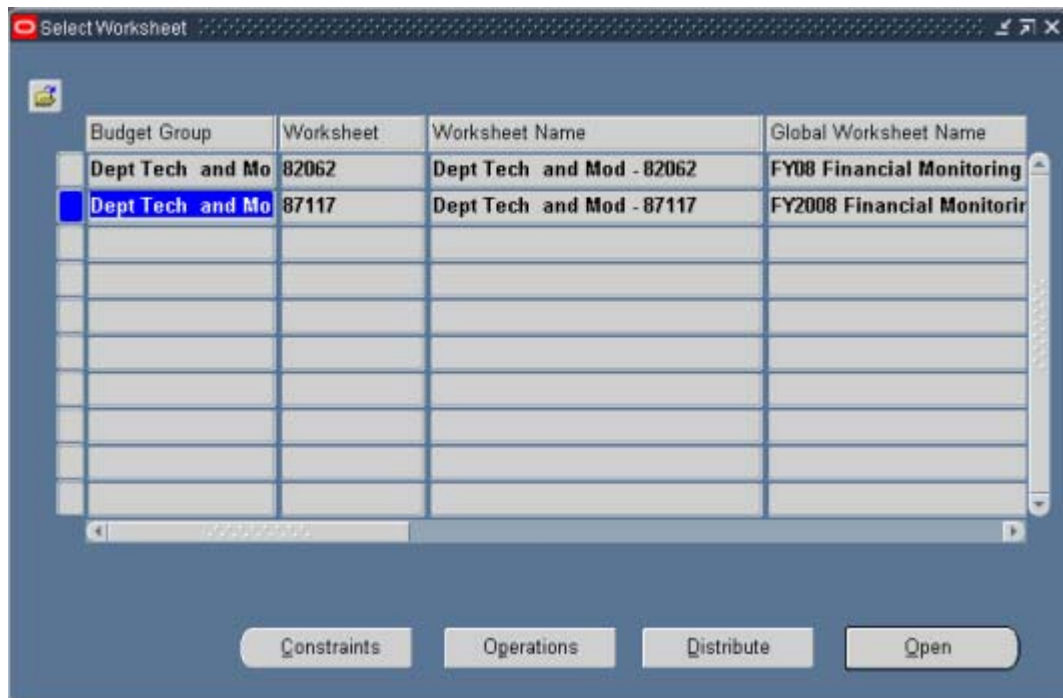 Select Worksheet
Budget Group Worksheet Worksheet Name Global Worksheet Name
Dept Tech and Mo 82062 Dept Tech and Mod - 82062 FY08 Financial Monitoring
Dept Tech and Mo 87117 Dept Tech and Mod - 87117 FY2008 Financial Monitorin
Constraints Operations Distribute Open